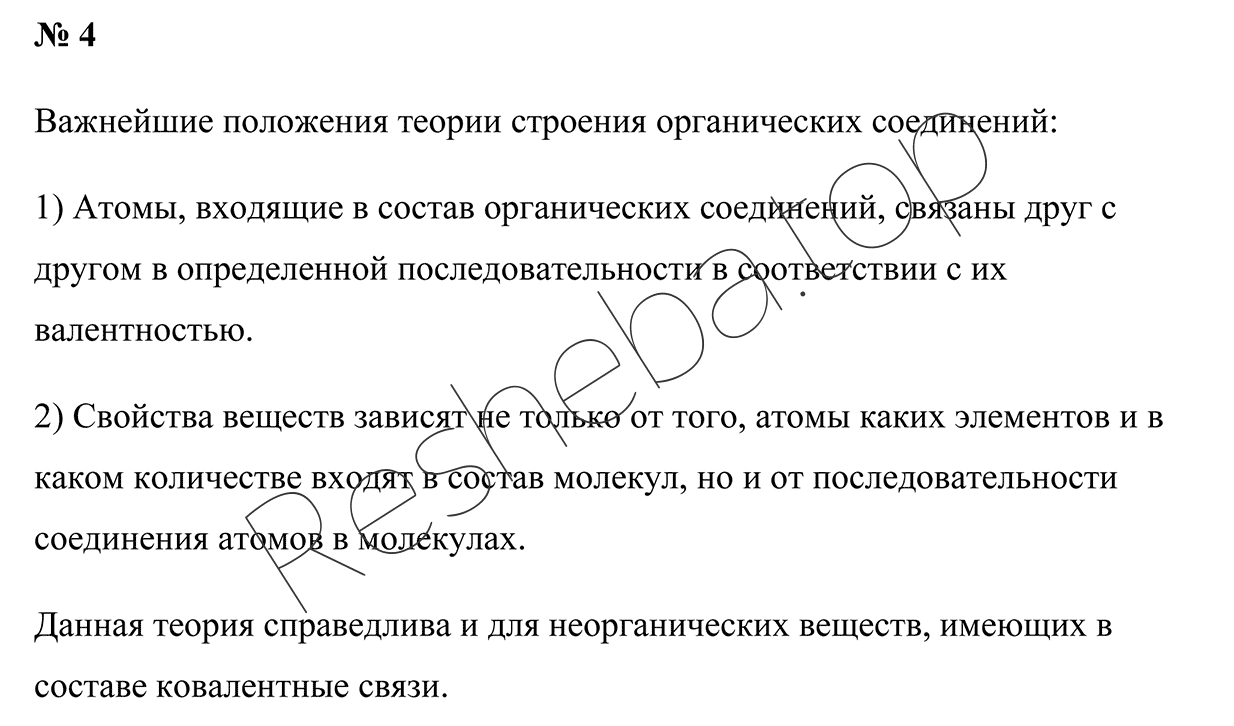 № 4
Важнейшие положения теории строения органических соединений:
1) Атомы, входящие в состав органических соединений, связаны друг с
другом в определенной последовательности в соответствии с их
валентностью.
2) Свойства веществ зависят не только от того, атомы каких элементов и в
каком количестве входят в состав молекул, но и от последовательности
соединения атомов в молекулах.
Данная теория справедлива и для неорганических веществ, имеющих в
составе ковалентные связи.
Resheba.top